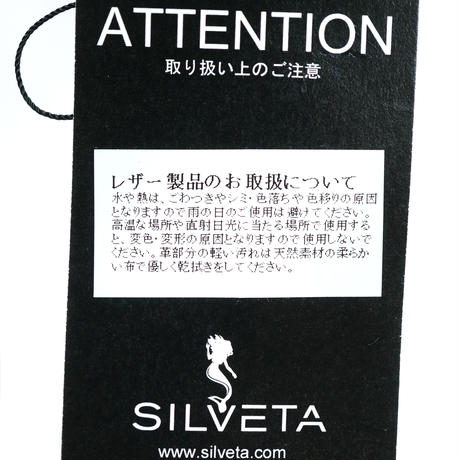 ATTENTION
取り扱い上のご注意
レザー製品のお取扱について
水や熱は、ごわつきやシミ・色落ちや色移りの原因
となりますので雨の日のご使用は避けてください。
高温な場所や直射日光に当たる場所で使用する
と、変色・変形の原因となりますので使用しないで
ください。革部分の軽い汚れは天然素材の柔らか
い布で優しく乾拭きをしてください。
SILVETA
www.silveta.com